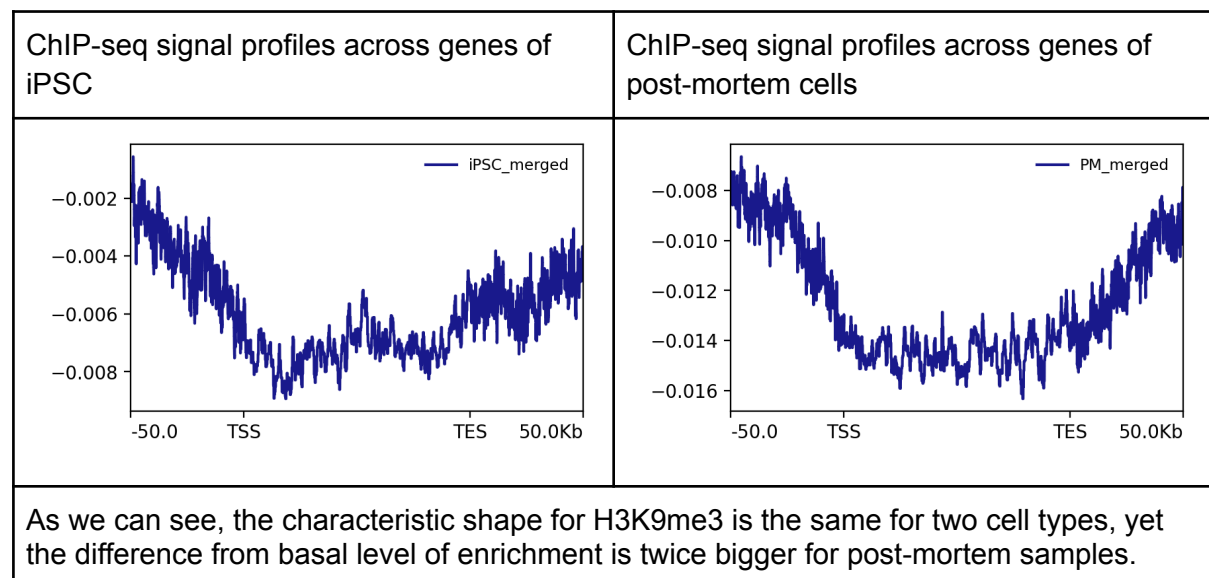 ChIP-seq signal profiles across genes of
iPSC
ChIP-seq signal profiles across genes of
post-mortem cells
iPSC_merged
−0.002
−0.004
−0.006
−0.008
-50.0
TSS
TES
50.0Kb
PM_merged
−0.008
−0.010
−0.012
−0.014
−0.016
-50.0
TSS
TES
50.0Kb
As we can see, the characteristic shape for H3K9me3 is the same for two cell types, yet
the difference from basal level of enrichment is twice bigger for post-mortem samples.